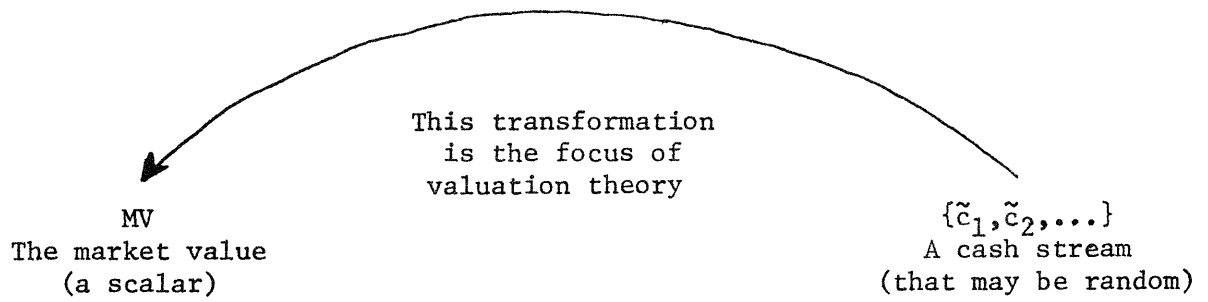 This transformation
is the focus of
valuation theory
MV
The market value
(a scalar)
{c̃₁,c̃₂,...}
A cash stream
(that may be random)